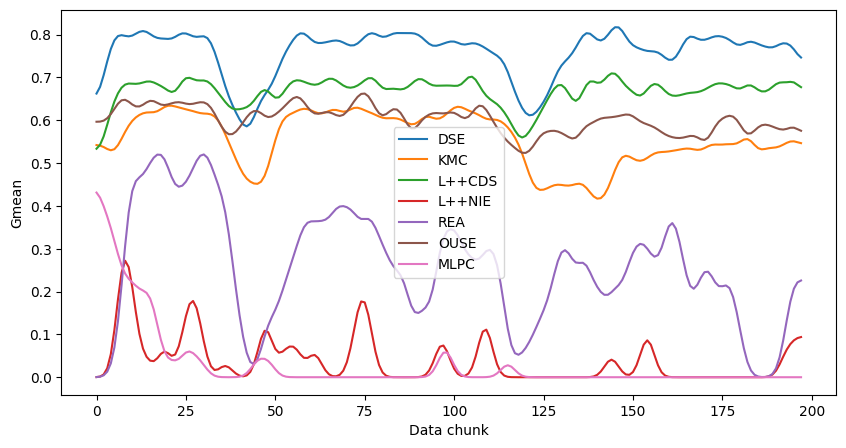 0.8
0.7
0.6
0.5
0.4
0.3
0.2
0.1
0.0
Gmean
DSE
KMC
L++CDS
L++NIE
REA
OUSE
MLPC
0 25 50 75 100 125 150 175 200
Data chunk